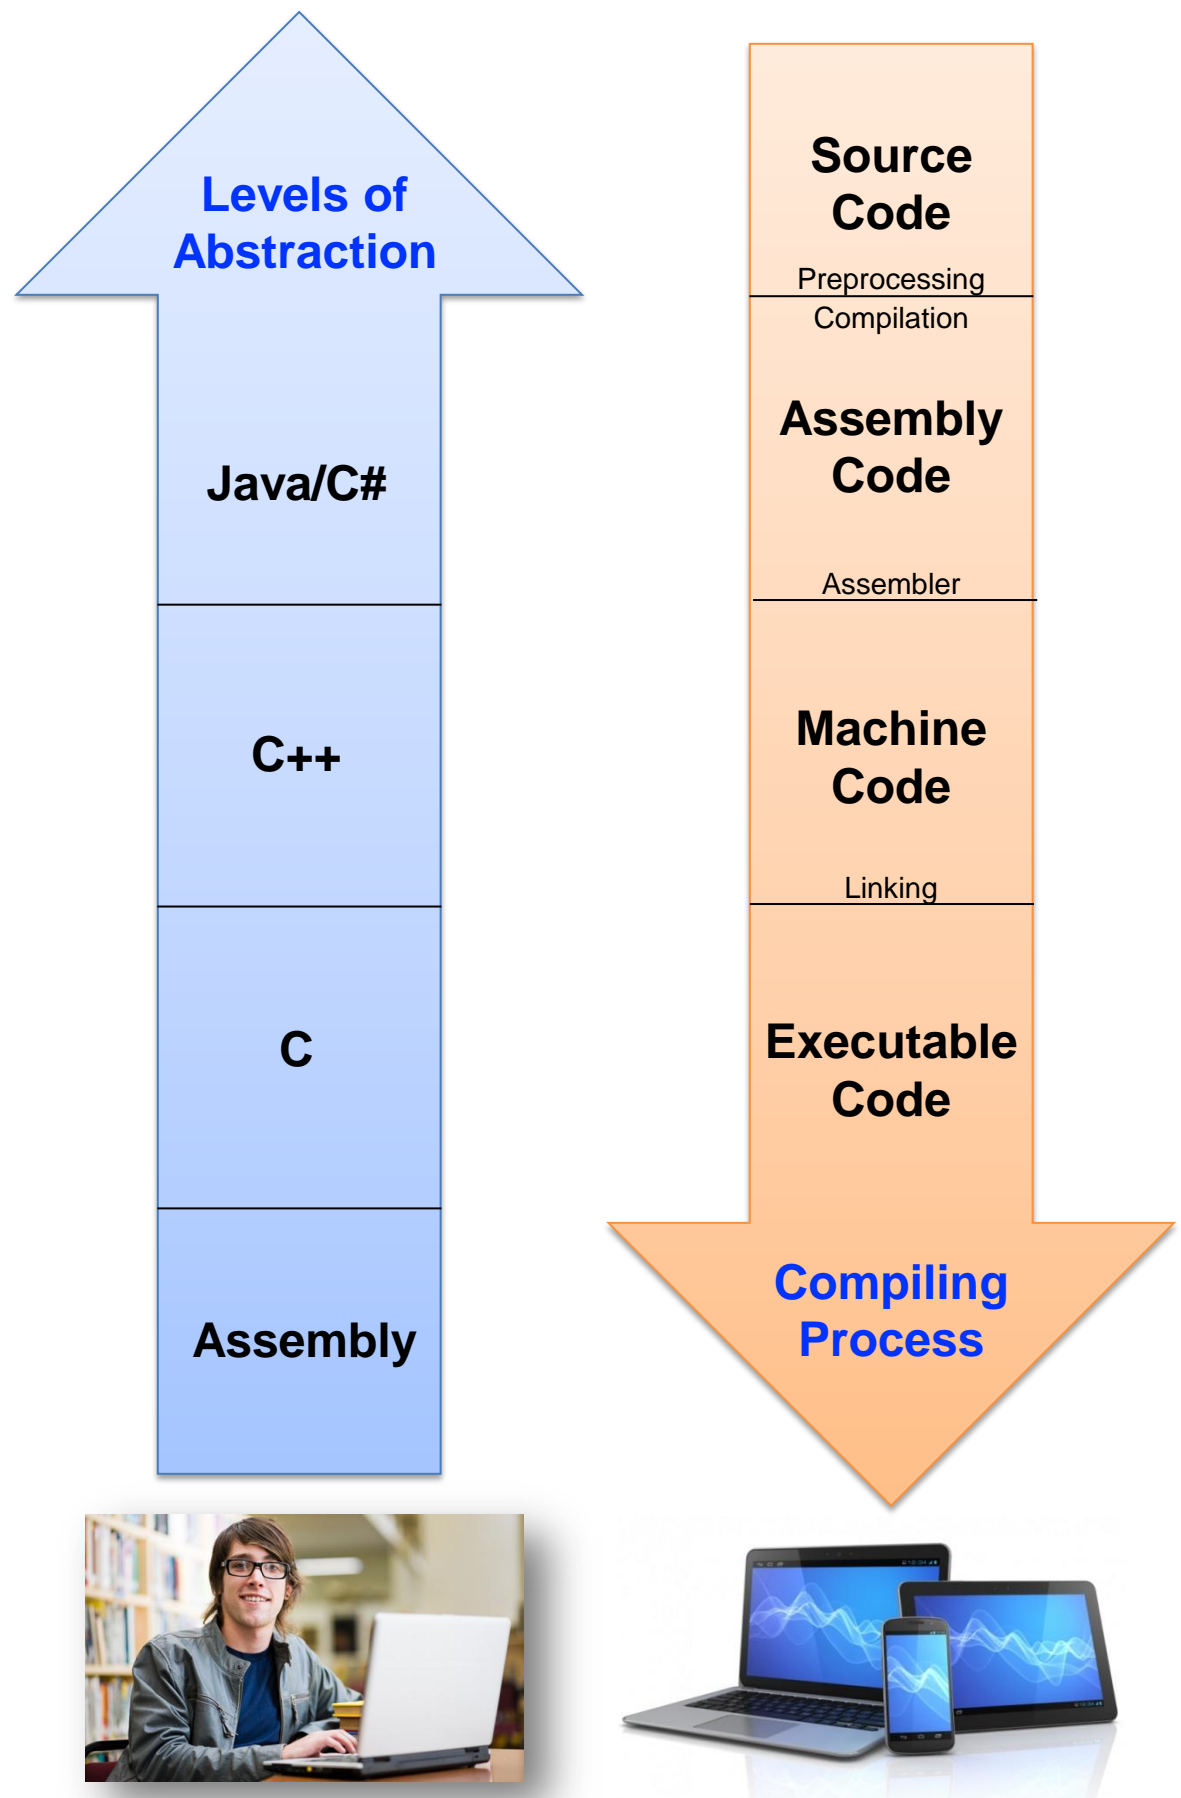 Levels of
Abstraction
Java/C#
C++
C
Assembly
Source
Code
Preprocessing
Compilation
Assembly
Code
Assembler
Machine
Code
Linking
Executable
Code
Compiling
Process